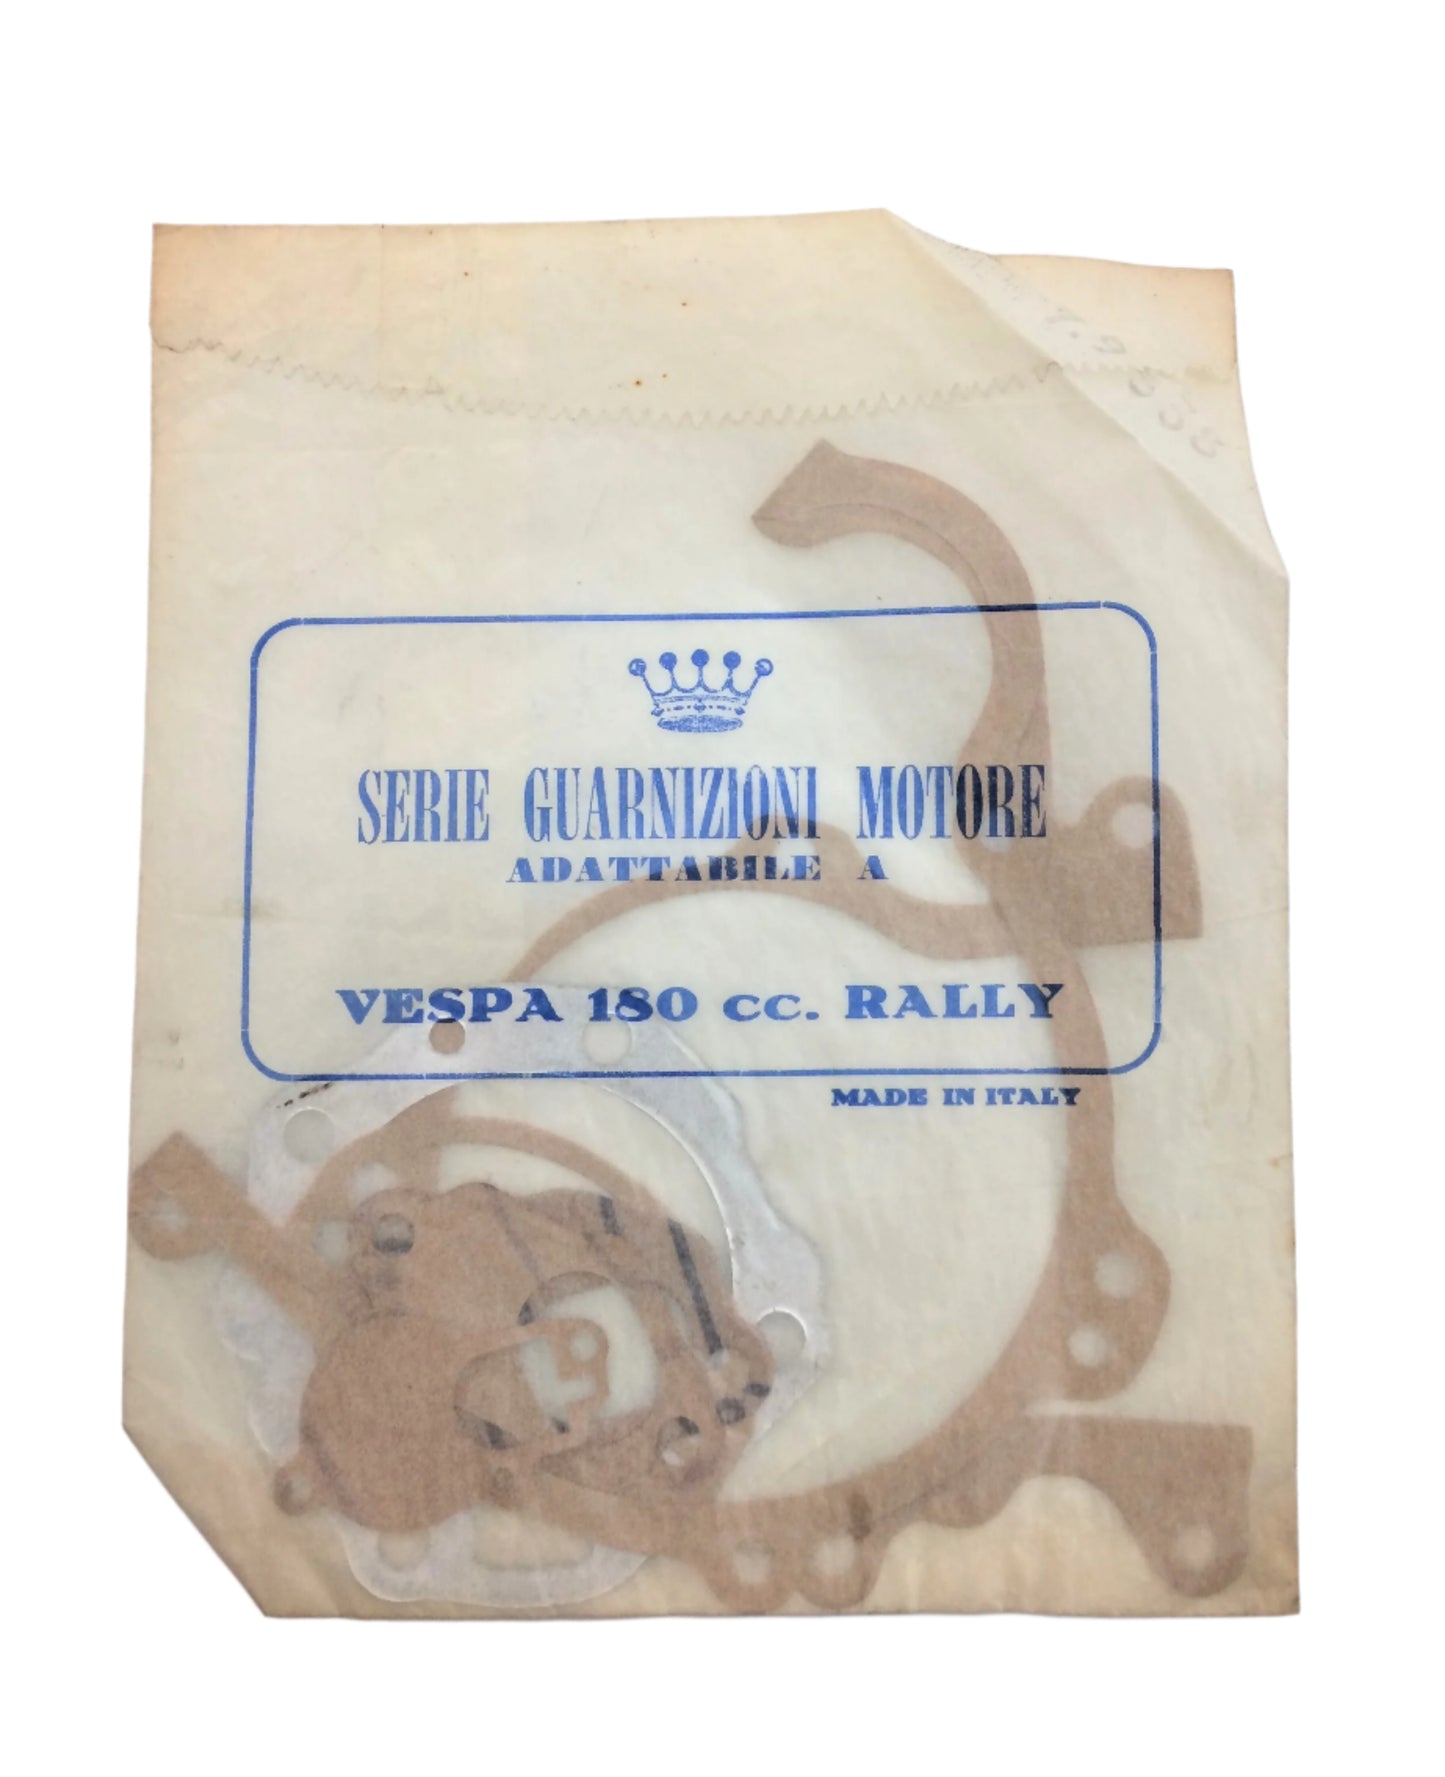 SERIE GUARNIZIONI MOTORE
ADATTABILE A
VESPA 180 cc. RALLY
MADE IN ITALY